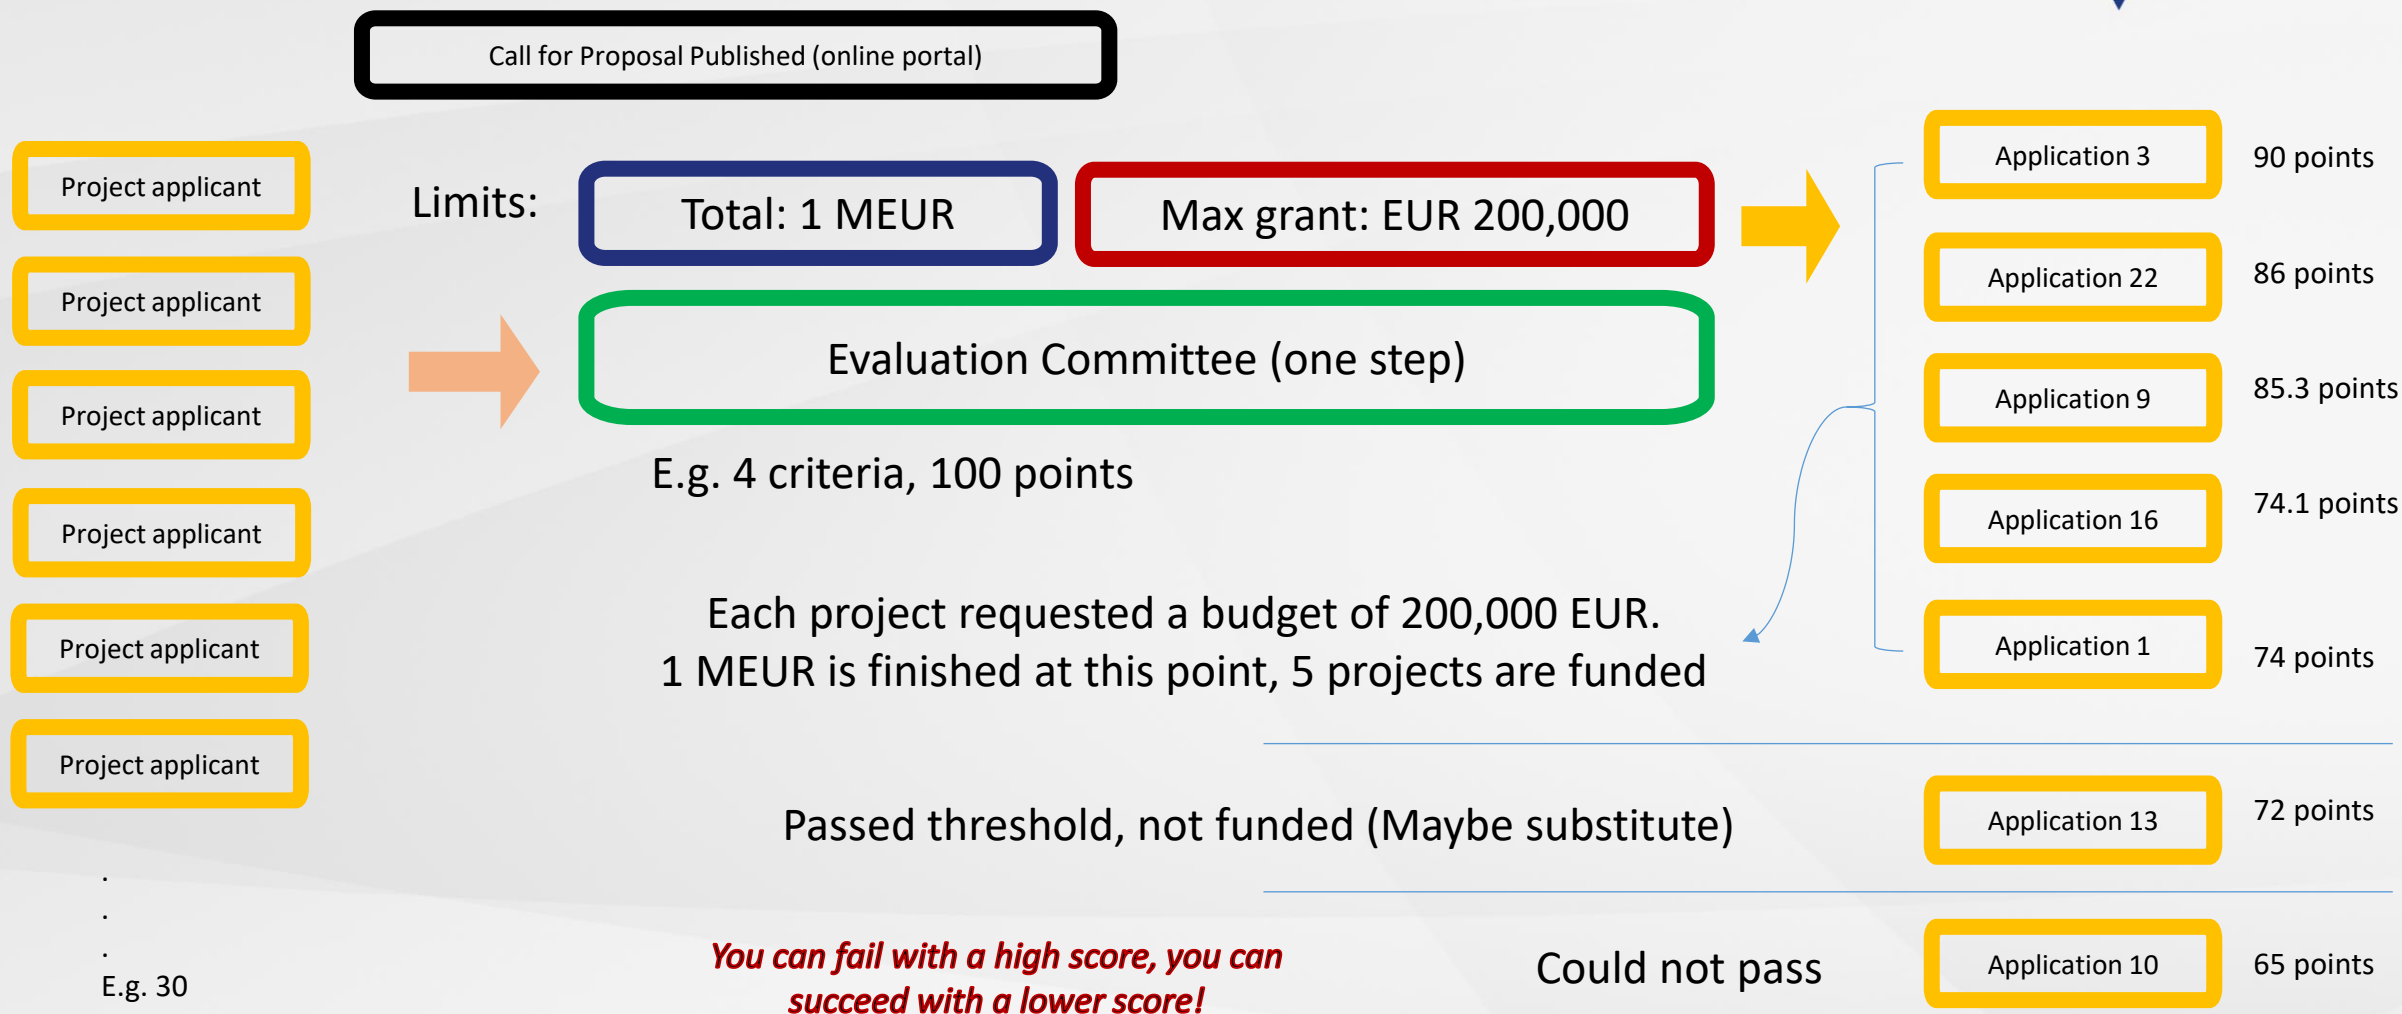 Call for Proposal Published (online portal)
Project applicant
Project applicant
Project applicant
Project applicant
Project applicant
Project applicant
.
.
.
E.g. 30
Limits:
Total: 1 MEUR
Max grant: EUR 200,000
Evaluation Committee (one step)
E.g. 4 criteria, 100 points
Each project requested a budget of 200,000 EUR.
1 MEUR is finished at this point, 5 projects are funded
Application 3
90 points
Application 22
86 points
Application 9
85.3 points
Application 16
74.1 points
Application 1
74 points
Passed threshold, not funded (Maybe substitute)
Application 13
72 points
You can fail with a high score, you can
succeed with a lower score!
Could not pass
Application 10
65 points